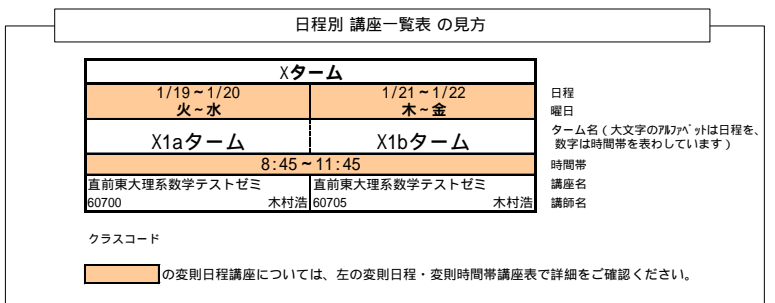 日程別 講座一覧表 の見方
Xターム
1/19～1/20 1/21～1/22 日程
火～水 木～金 曜日
X1aターム X1bターム ターム名（大文字のｱﾙﾌｧﾍﾞｯﾄは日程を、
数字は時間帯を表わしています）
8:45～11:45 時間帯
直前東大理系数学テストゼミ 直前東大理系数学テストゼミ 講座名
60700 木村浩 60705 木村浩 講師名
クラスコード
の変則日程講座については、左の変則日程・変則時間帯講座表で詳細をご確認ください。